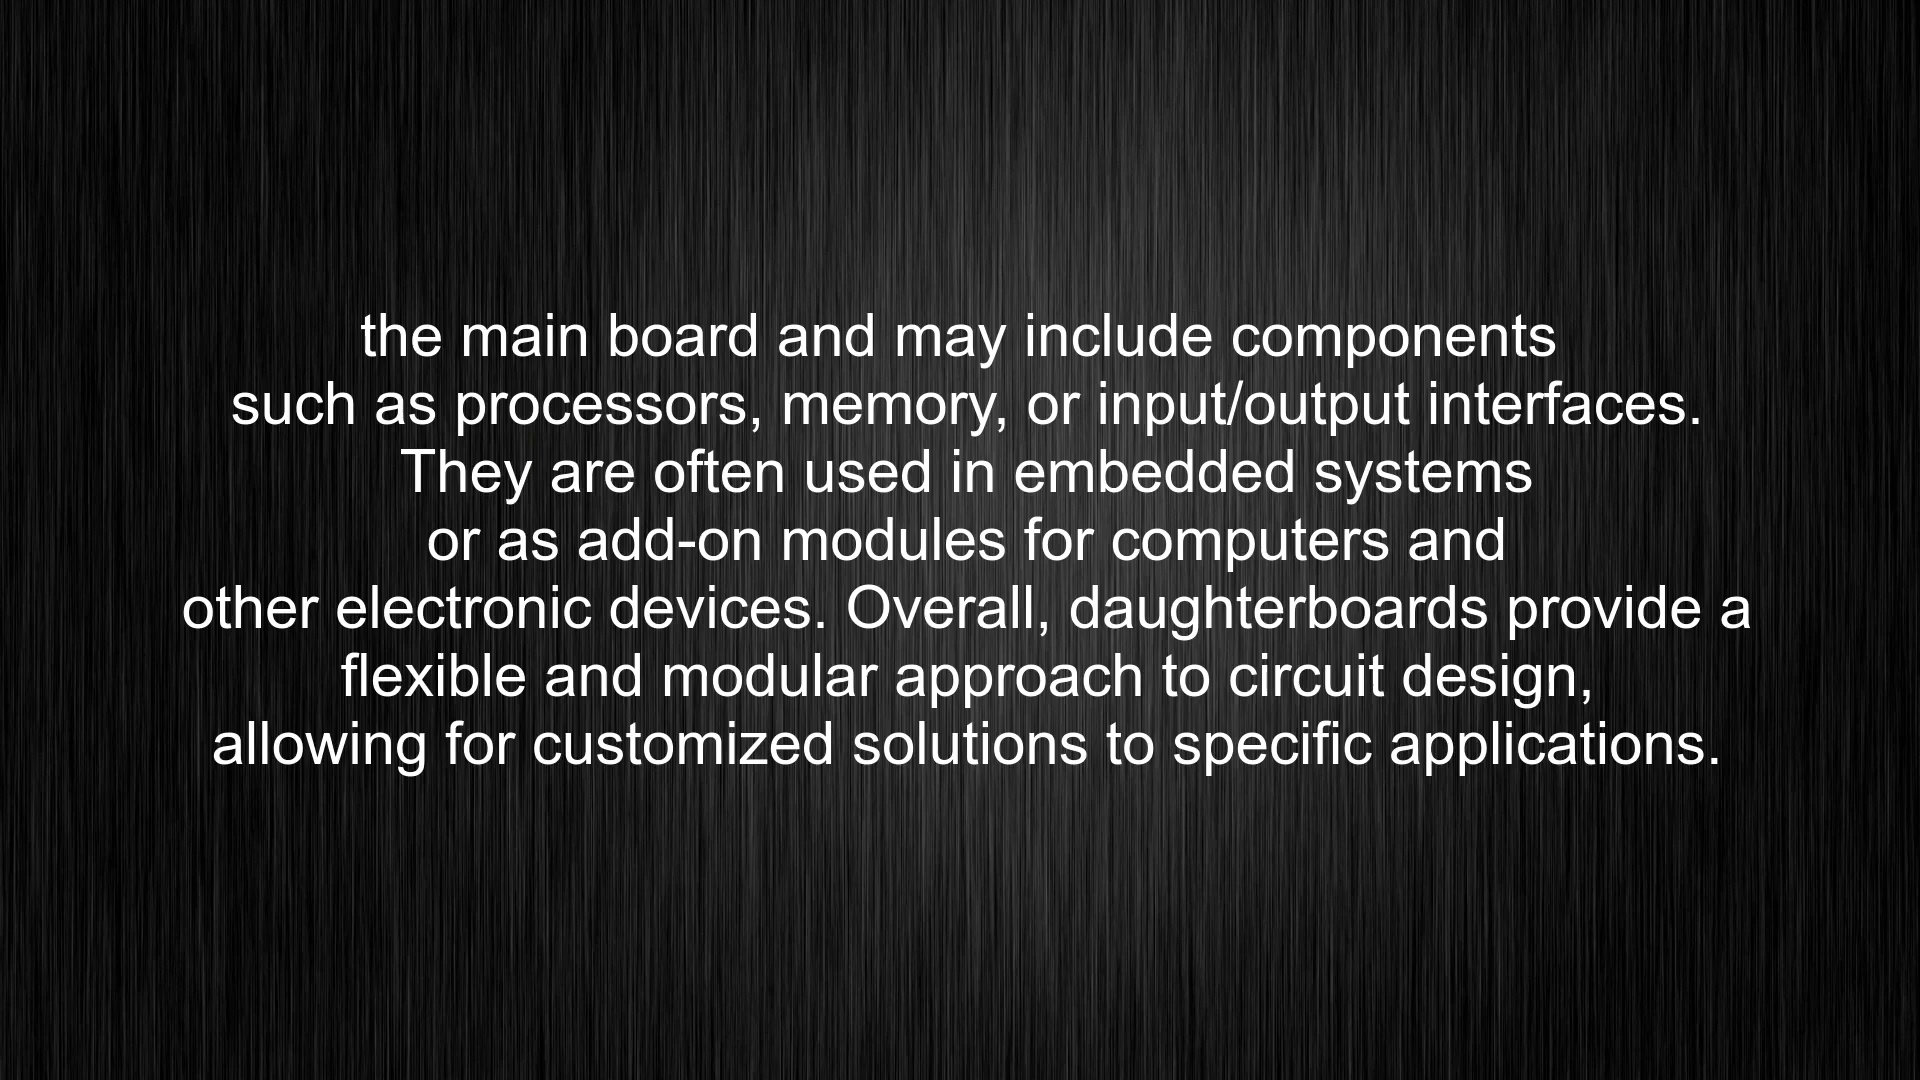 the main board and may include components
such as processors, memory, or input/output interfaces.
They are often used in embedded systems
or as add-on modules for computers and
other electronic devices. Overall, daughterboards provide a
flexible and modular approach to circuit design,
allowing for customized solutions to specific applications.